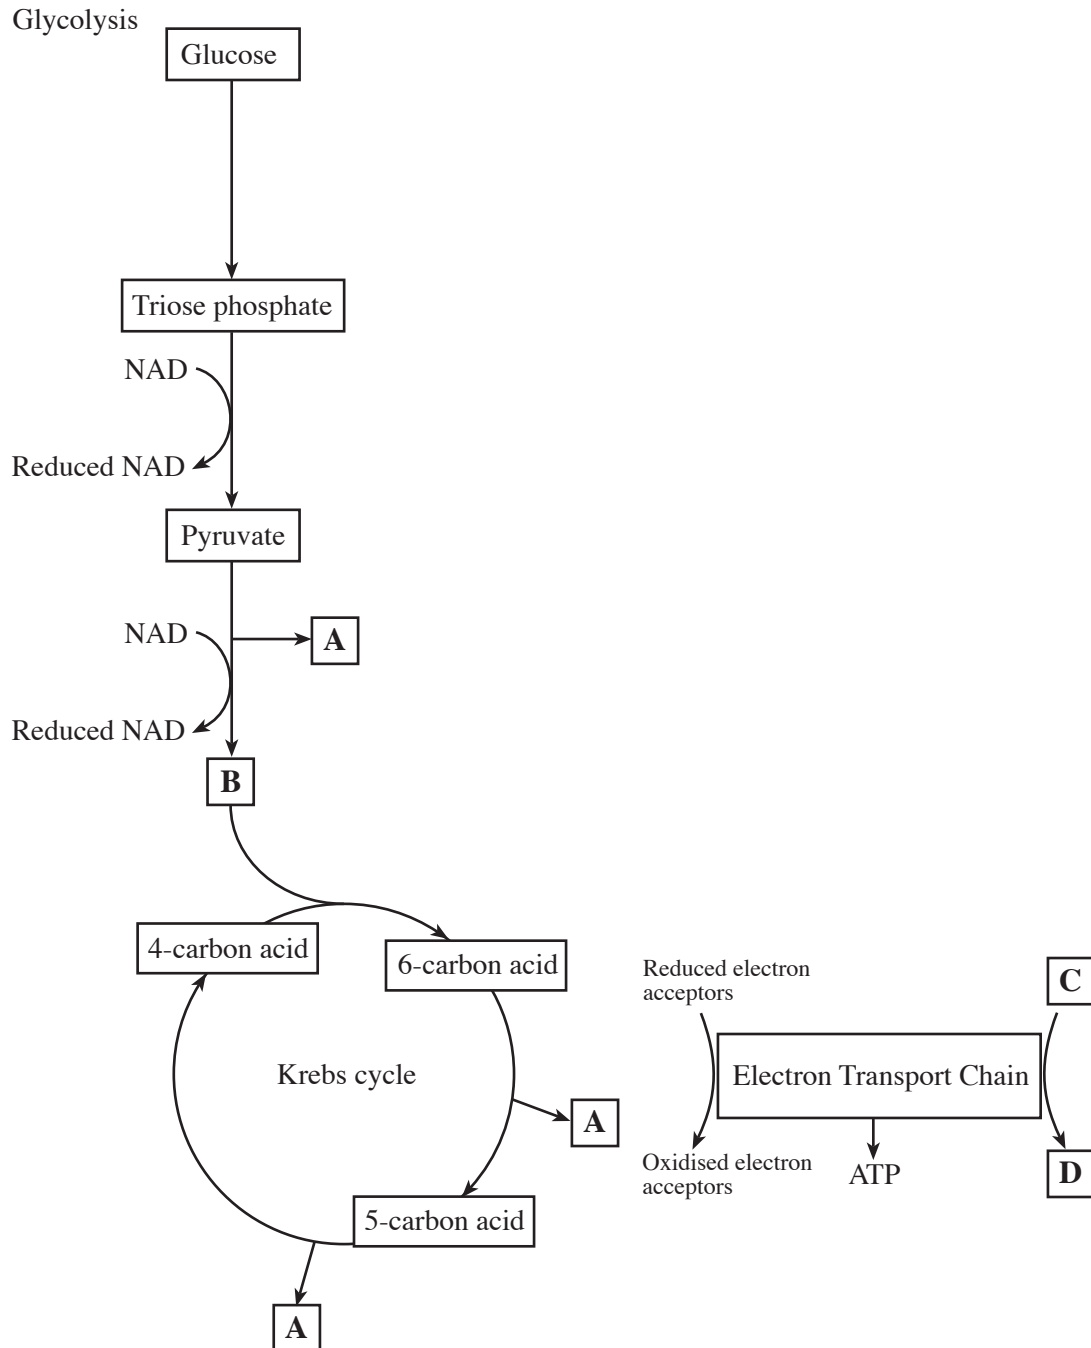 Glycolysis
Glucose
Triose phosphate
NAD
Reduced NAD
Pyruvate
NAD
A
Reduced NAD
B
4-carbon acid
6-carbon acid
Krebs cycle
A
5-carbon acid
A
Reduced electron
acceptors
C
Electron Transport Chain
Oxidised electron
acceptors
ATP
D